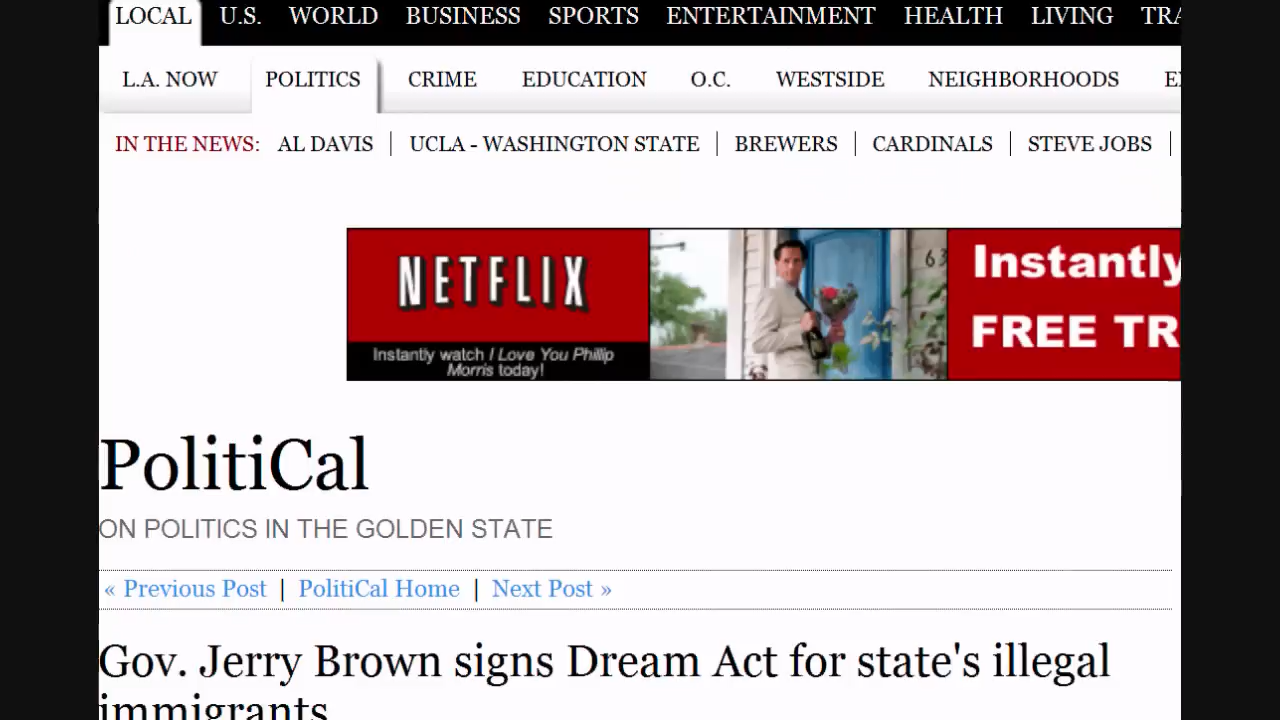 LOCAL U.S. WORLD BUSINESS SPORTS ENTERTAINMENT HEALTH LIVING
L.A. NOW POLITICS CRIME EDUCATION O.C. WESTSIDE NEIGHBORHOODS
IN THE NEWS: AL DAVIS | UCLA - WASHINGTON STATE | BREWERS | CARDINALS | STEVE JOBS |
NETFLIX
Instantly watch I Love You Phillip
Morris today!
63
Instantly
FREE TR
PolitiCal
ON POLITICS IN THE GOLDEN STATE
« Previous Post | PolitiCal Home | Next Post »
Gov. Jerry Brown signs Dream Act for state's illegal
immigrants